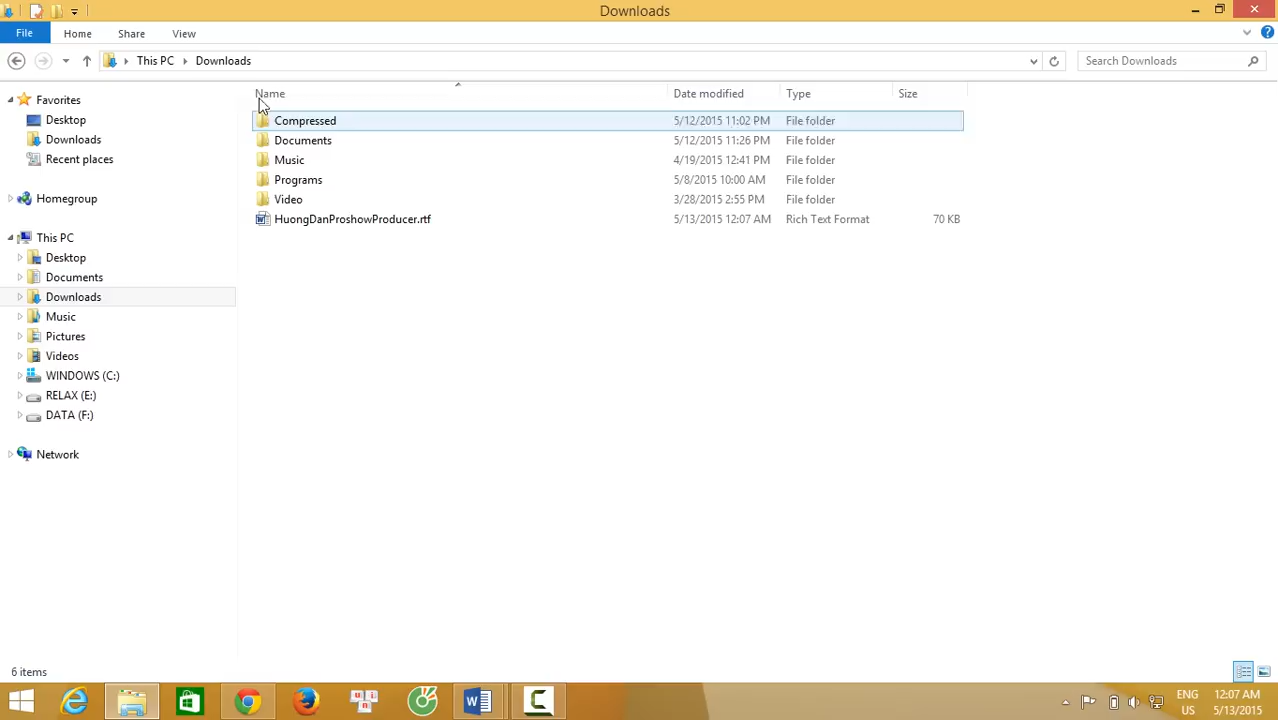 Downloads
File Home Share View
This PC Downloads Search Downloads
Name Date modified Type Size
Favorites
Desktop
Downloads
Recent places
Homegroup
This PC
Desktop
Documents
Downloads
Music
Pictures
Videos
WINDOWS (C:)
RELAX (E:)
DATA (F:)
Network
Compressed 5/12/2015 11:02 PM File folder
Documents 5/12/2015 11:26 PM File folder
Music 4/19/2015 12:41 PM File folder
Programs 5/8/2015 10:00 AM File folder
Video 3/28/2015 2:55 PM File folder
HuongDanProshowProducer.rtf 5/13/2015 12:07 AM Rich Text Format 70 KB
6 items
ENG 12:07 AM
US 5/13/2015